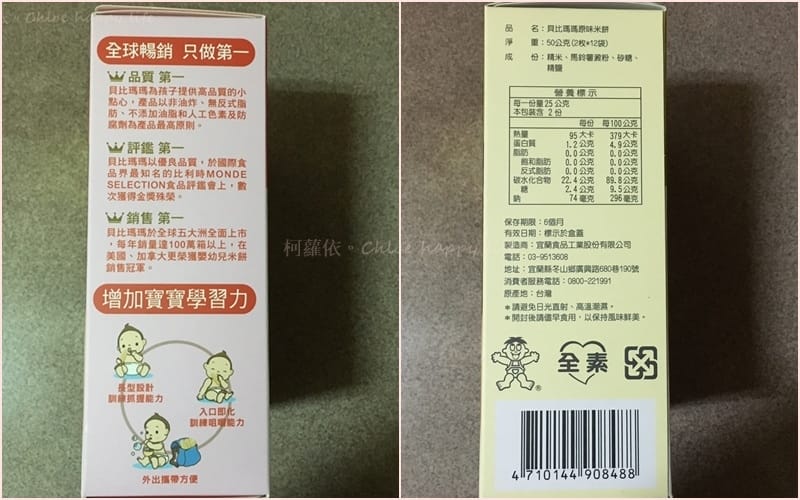 Chloe happy life
全球暢銷 只做第一
品質 第一
貝比瑪瑪為孩子提供高品質的小
點心，產品以非油炸、無反式脂
肪、不添加油脂和人工色素及防
腐劑為產品最高原則。
評鑑 第一
貝比瑪瑪以優良品質，於國際食
品界最知名的比利時MONDE
SELECTION食品評鑑會上，數
次獲得金獎殊榮。
銷售 第一
貝比瑪瑪於全球五大洲全面上市
，每年銷量達100萬箱以上，在
美國、加拿大更榮獲嬰幼兒米餅
銷售冠軍。
增加寶寶學習力
長型設計
訓練抓握能力
入口即化
訓練咀嚼能力
外出攜帶方便
柯蘿依。Chloe happy
品　名：貝比瑪瑪原味米餅
淨　重：50公克(2枚*12袋)
成　份：精米、馬鈴薯澱粉、砂糖、
精鹽
營養標示
每一份量25公克
本包裝含 2份
每份 每100公克
熱量 95大卡 379大卡
蛋白質 1.2公克 4.9公克
脂肪 0.0公克 0.0公克
飽和脂肪 0.0公克 0.0公克
反式脂肪 0.0公克 0.0公克
碳水化合物 22.4公克 89.8公克
糖 2.4公克 9.5公克
鈉 74毫克 296毫克
保存期限：6個月
有效日期：標示於盒蓋
製造商：宜蘭食品工業股份有限公司
電話：03-9513608
地址：宜蘭縣冬山鄉廣興路680巷190號
消費者服務電話：0800-221991
原產地：台灣
＊請避免日光直射、高溫潮濕。
＊開封後請儘早食用，以保持風味鮮美。
®
全素
4 710144 908488